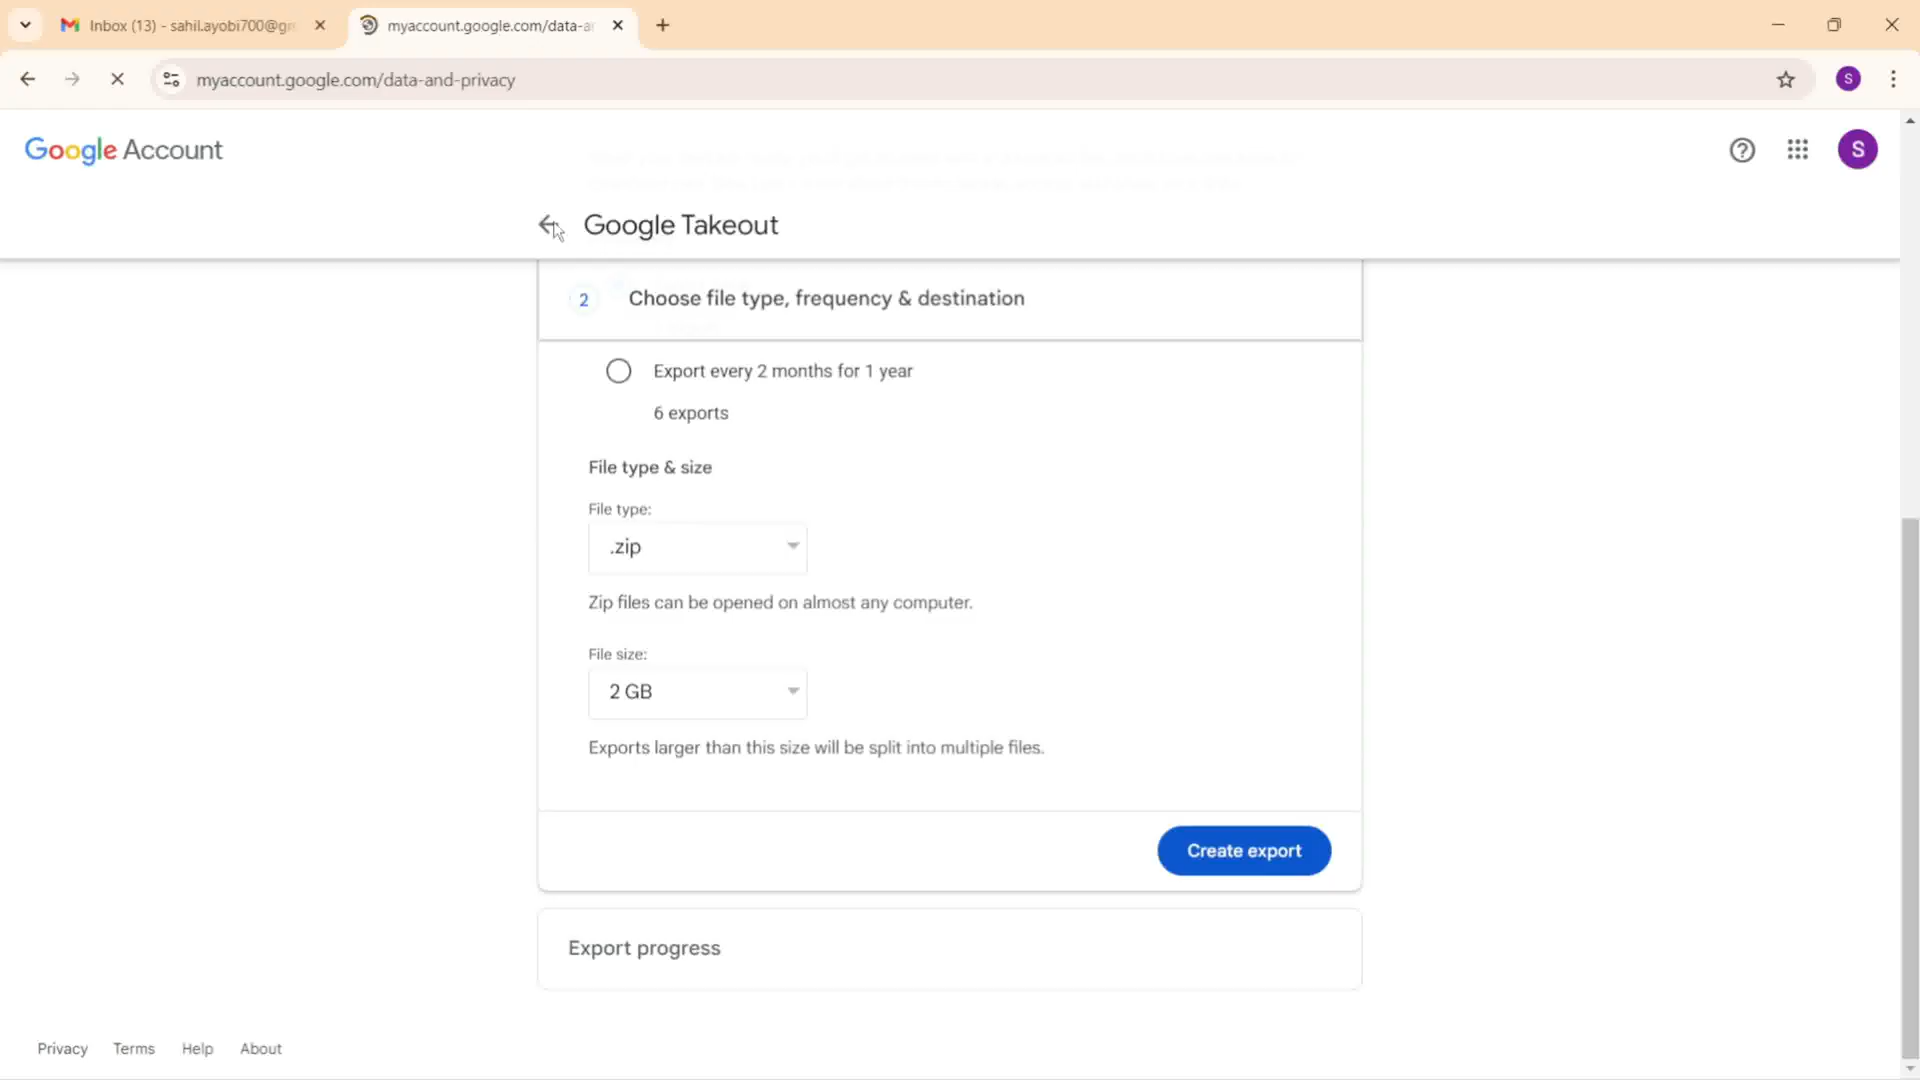 Inbox (13) - sahil.ayobi700@g
myaccount.google.com/data-a
myaccount.google.com/data-and-privacy
S
Google Account
S
Google Takeout
2 Choose file type, frequency & destination
Export every 2 months for 1 year
6 exports
File type & size
File type:
.zip
Zip files can be opened on almost any computer.
File size:
2 GB
Exports larger than this size will be split into multiple files.
Create export
Export progress
Privacy Terms Help About